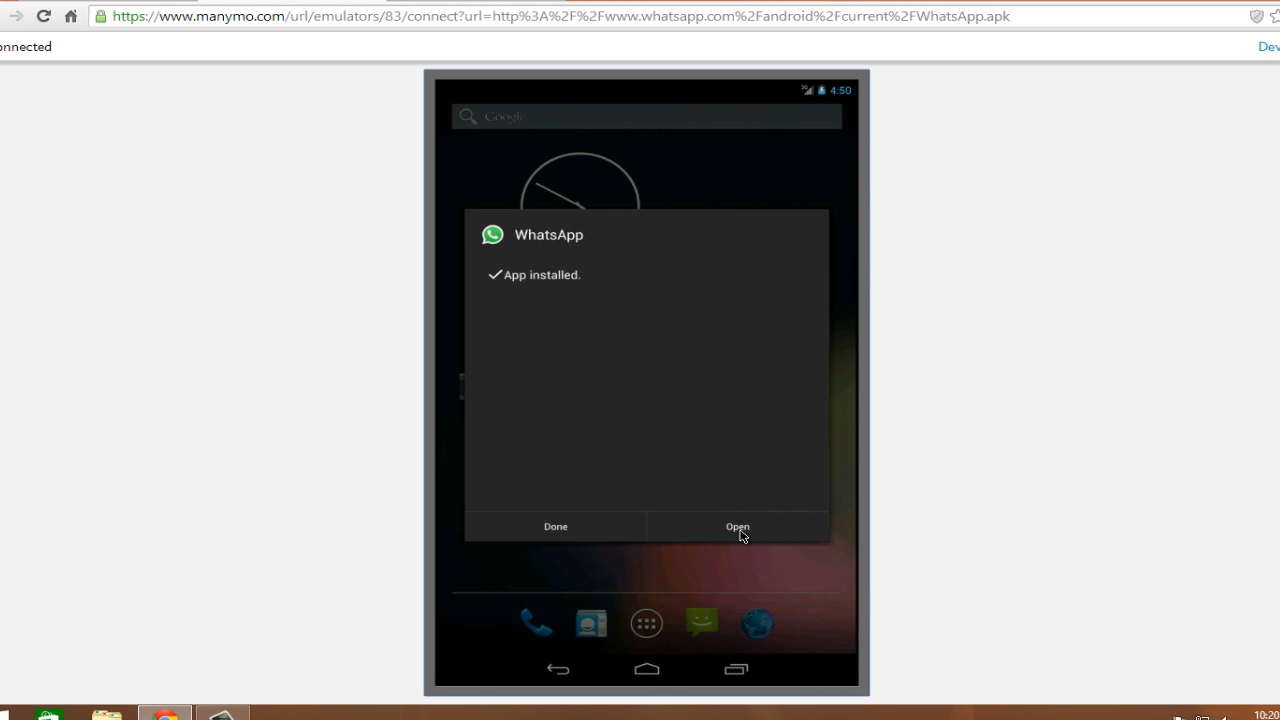 https://www.manymo.com/url/emulators/83/connect?url=http%3A%2F%2Fwww.whatsapp.com%2Fandroid%2Fcurrent%2FWhatsApp.apk
onnected
Dev
3G
4:50
Google
WhatsApp
App installed.
Done
Open
10:20